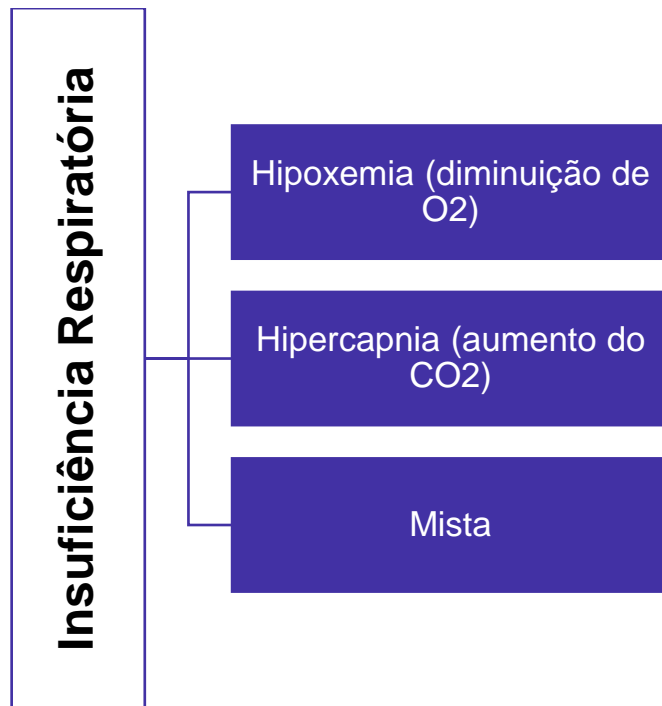 Insuficiência Respiratória
Hipoxemia (diminuição de
O2)
Hipercapnia (aumento do
CO2)
Mista